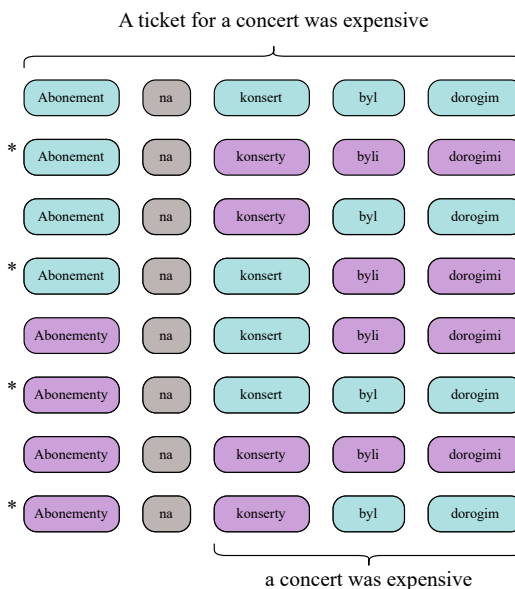 A ticket for a concert was expensive
Abonement na konsert byl dorogim
* Abonement na konserty byli dorogimi
Abonement na konserty byl dorogim
* Abonement na konsert byli dorogimi
Abonementy na konsert byli dorogimi
* Abonementy na konsert byl dorogim
Abonementy na konserty byli dorogimi
* Abonementy na konserty byl dorogim
a concert was expensive